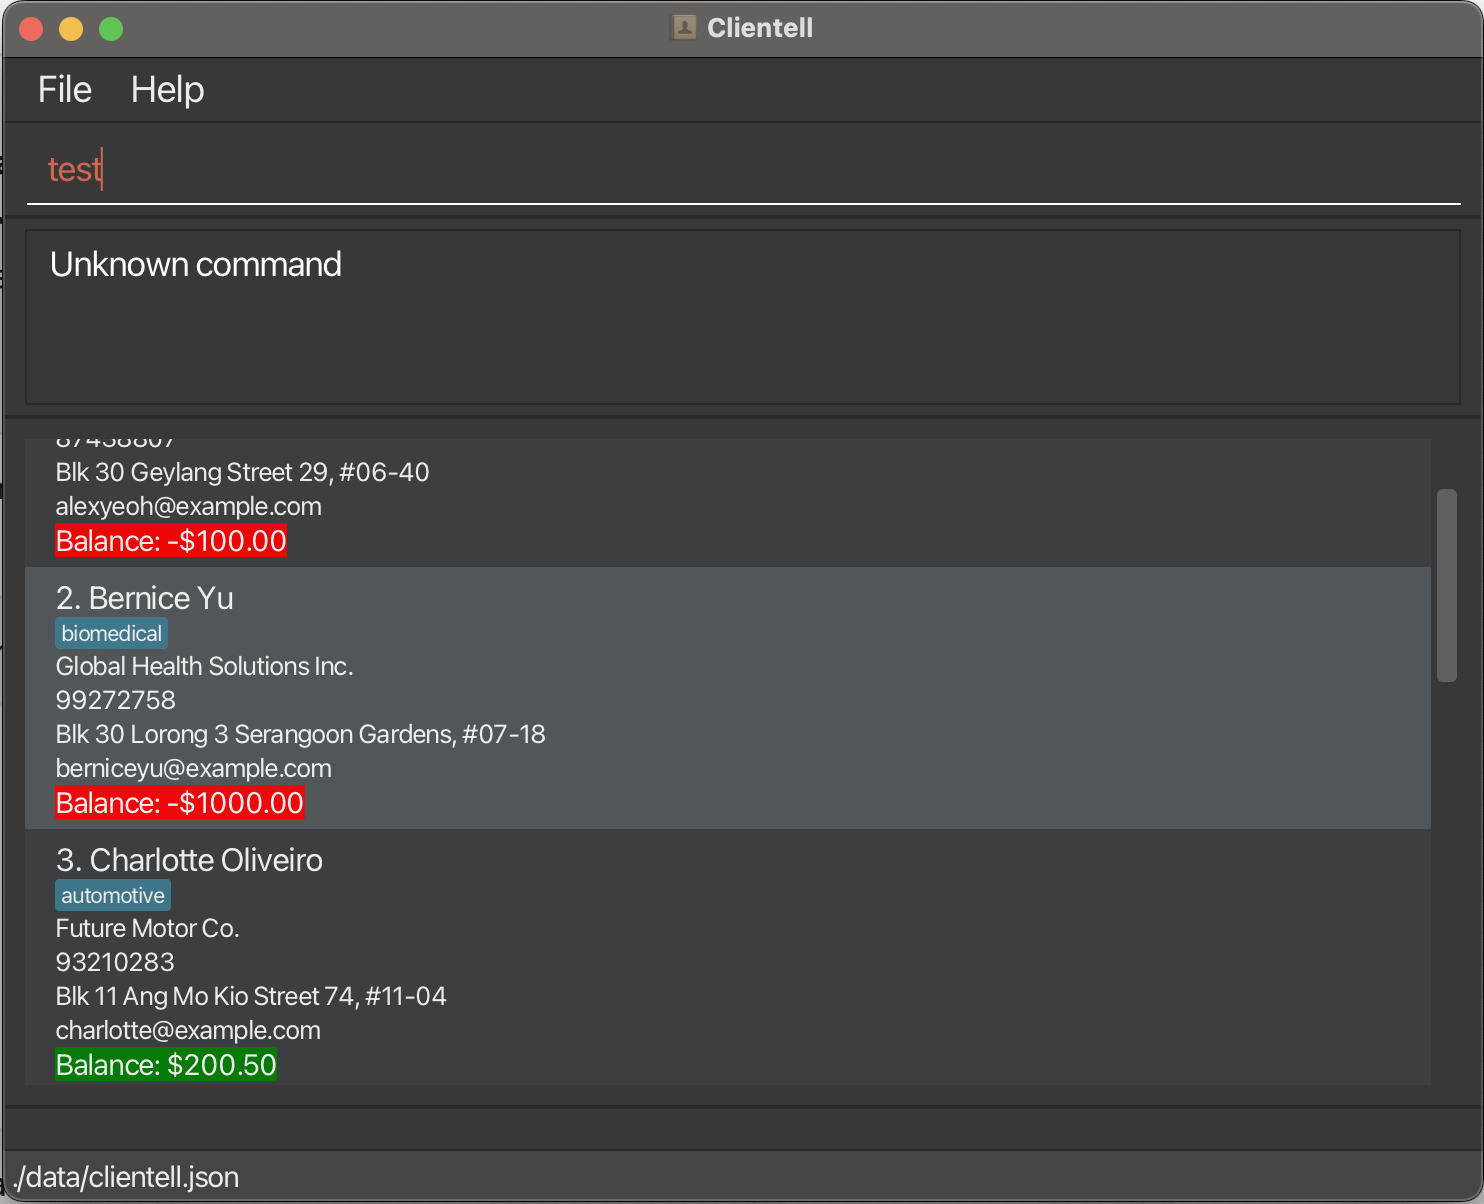 Clientell
File Help
test
Unknown command
87438807
Blk 30 Geylang Street 29, #06-40
alexyeoh@example.com
Balance: -$100.00
2. Bernice Yu
biomedical
Global Health Solutions Inc.
99272758
Blk 30 Lorong 3 Serangoon Gardens, #07-18
berniceyu@example.com
Balance: -$1000.00
3. Charlotte Oliveiro
automotive
Future Motor Co.
93210283
Blk 11 Ang Mo Kio Street 74, #11-04
charlotte@example.com
Balance: $200.50
./data/clientell.json